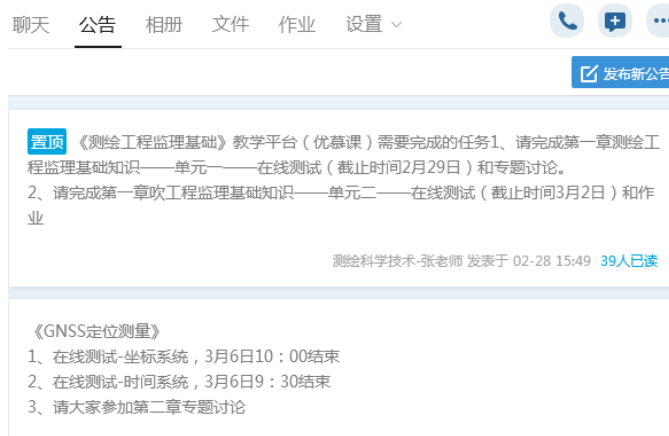 聊天 公告 相册 文件 作业 设置
发布新公告
置顶 《测绘工程监理基础》教学平台（优慕课）需要完成的任务1、请完成第一章测绘工
程监理基础知识——单元一——在线测试（截止时间2月29日）和专题讨论。
2、请完成第一章吹工程监理基础知识——单元二——在线测试（截止时间3月2日）和作
业
测绘科学技术-张老师 发表于 02-28 15:49 39人已读
《GNSS定位测量》
1、在线测试-坐标系统，3月6日10：00结束
2、在线测试-时间系统，3月6日9：30结束
3、请大家参加第二章专题讨论